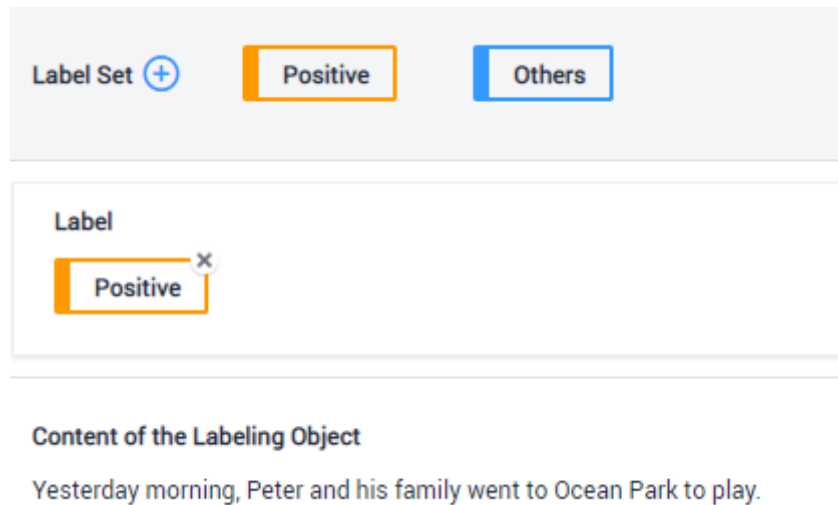 Label Set Positive Others
Label
Positive
Content of the Labeling Object
Yesterday morning, Peter and his family went to Ocean Park to play.